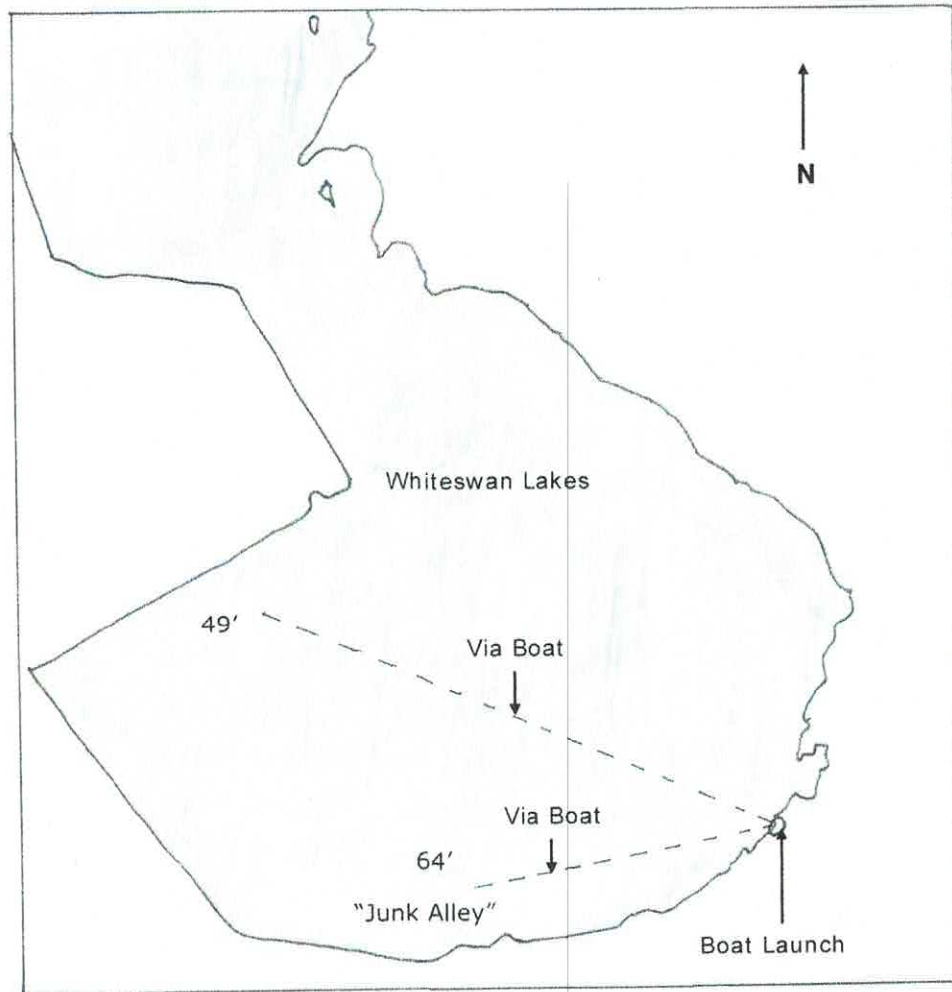 N
Whiteswan Lakes
49′
Via Boat
Via Boat
64′
"Junk Alley"
Boat Launch